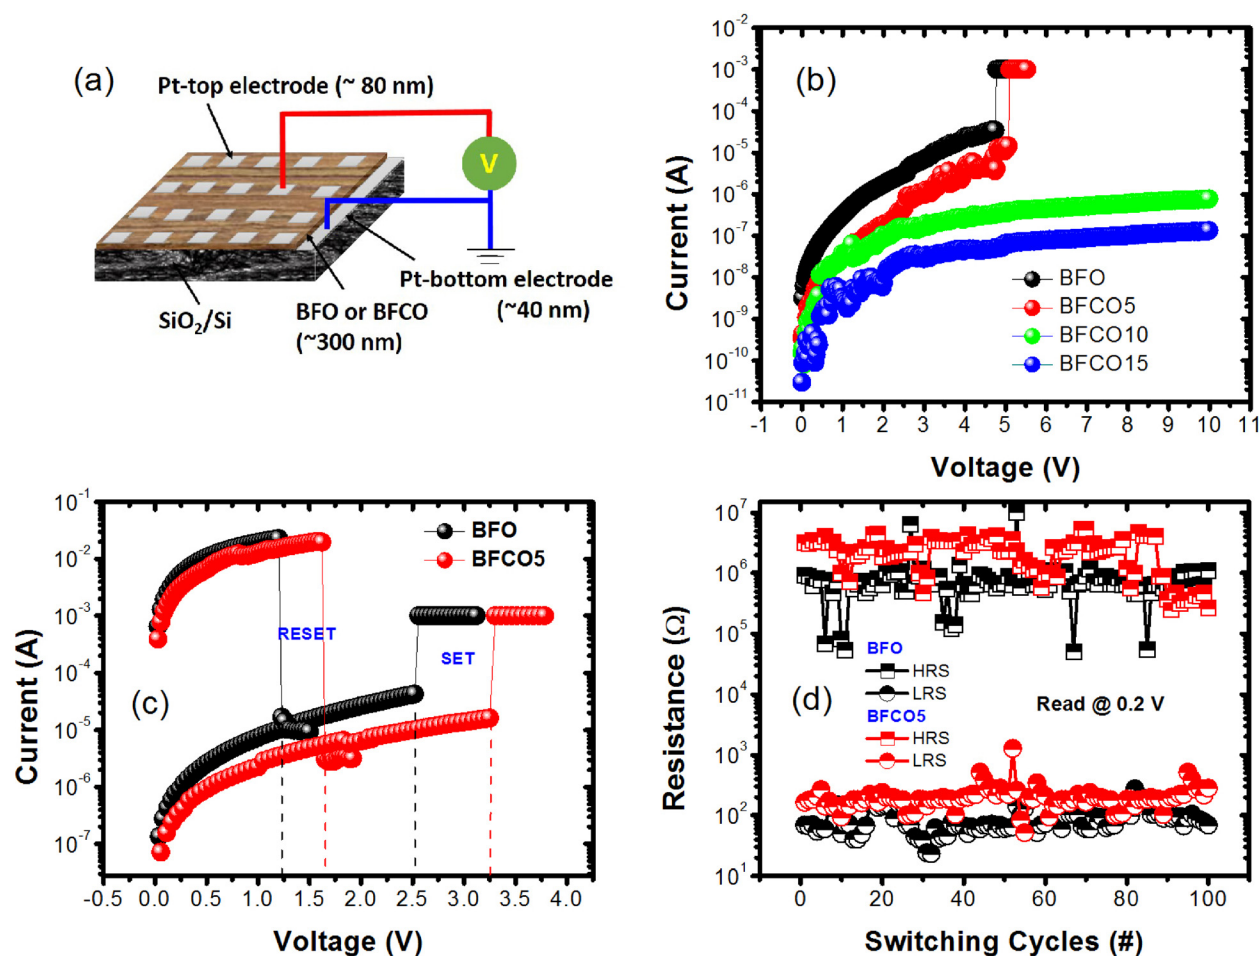 (a)
Pt-top electrode (~ 80 nm)
V
Pt-bottom electrode
(~40 nm)
BFO or BFCO
(~300 nm)
SiO₂/Si
(b)
Current (A)
10⁻²
10⁻³
10⁻⁴
10⁻⁵
10⁻⁶
10⁻⁷
10⁻⁸
10⁻⁹
10⁻¹⁰
10⁻¹¹
BFO
BFCO5
BFCO10
BFCO15
-1 0 1 2 3 4 5 6 7 8 9 10 11
Voltage (V)
(c)
Current (A)
10⁻¹
10⁻²
10⁻³
10⁻⁴
10⁻⁵
10⁻⁶
10⁻⁷
BFO
BFCO5
RESET
SET
-0.5 0.0 0.5 1.0 1.5 2.0 2.5 3.0 3.5 4.0
Voltage (V)
(d)
Resistance (Ω)
10⁷
10⁶
10⁵
10⁴
10³
10²
10¹
BFO
HRS
LRS
BFCO5
HRS
LRS
Read @ 0.2 V
0 20 40 60 80 100
Switching Cycles (#)